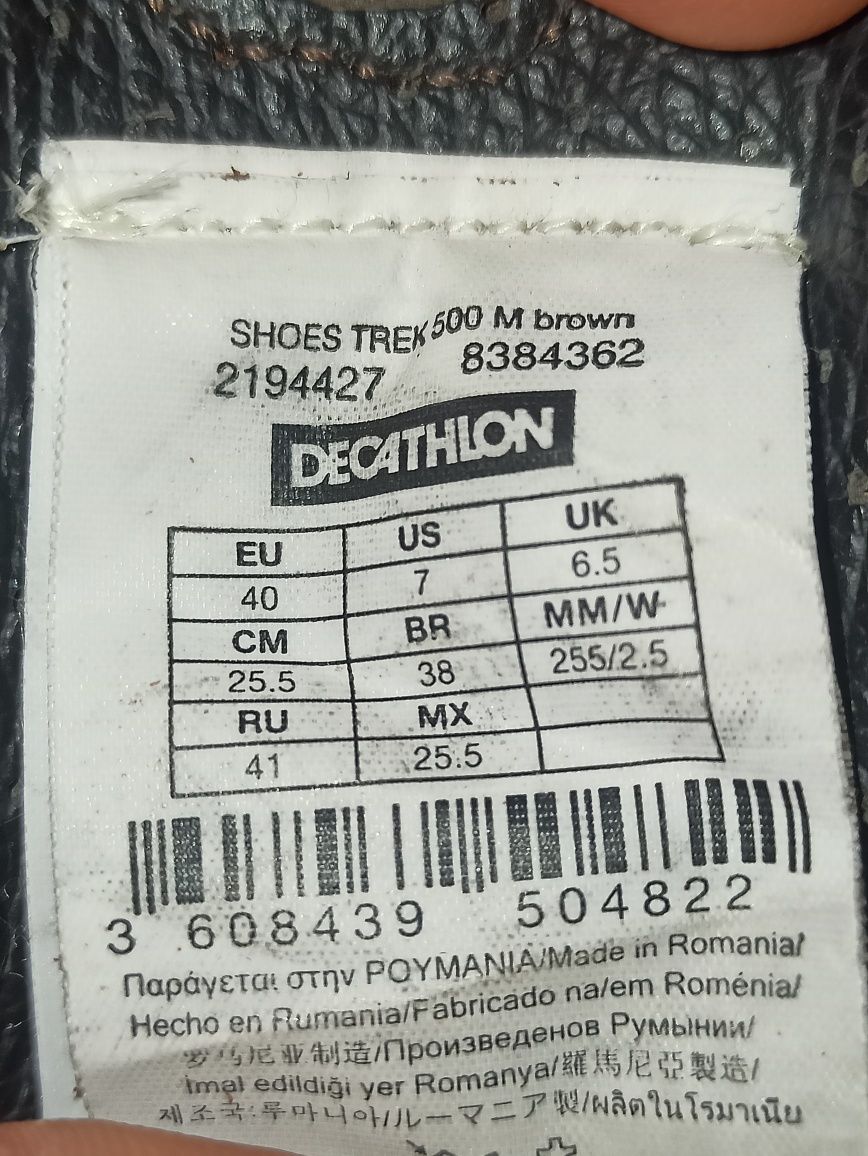 SHOES TREK 500 M brown
2194427 8384362
DECATHLON
EU US UK
40 7 6.5
CM BR MM/W
25.5 38 255/2.5
RU MX
41 25.5
3 608439 504822
Παράγεται στην ΡΟΥΜΑΝΙΑ/Made in Romania/
Hecho en Rumania/Fabricado na/em Roménia/
罗马尼亚制造/Произведенов Румынии/
Imal edildiği yer Romanya/羅馬尼亞製造/
제조국:루마니아/ルーマニア製/ผลิตในโรมาเนีย